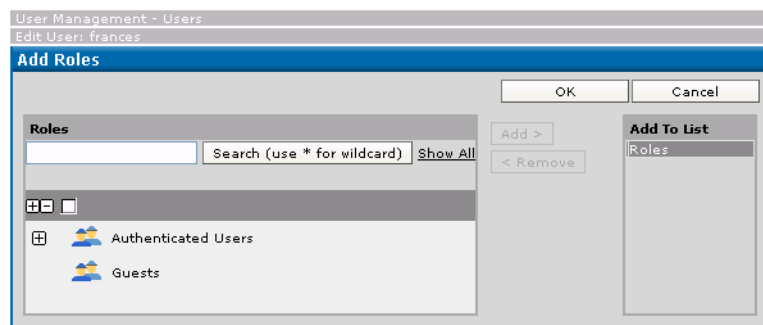 User Management - Users
Edit User: frances
Add Roles
OK Cancel
Roles
Search (use * for wildcard) Show All
Add >
< Remove
Add To List
Roles
Authenticated Users
Guests